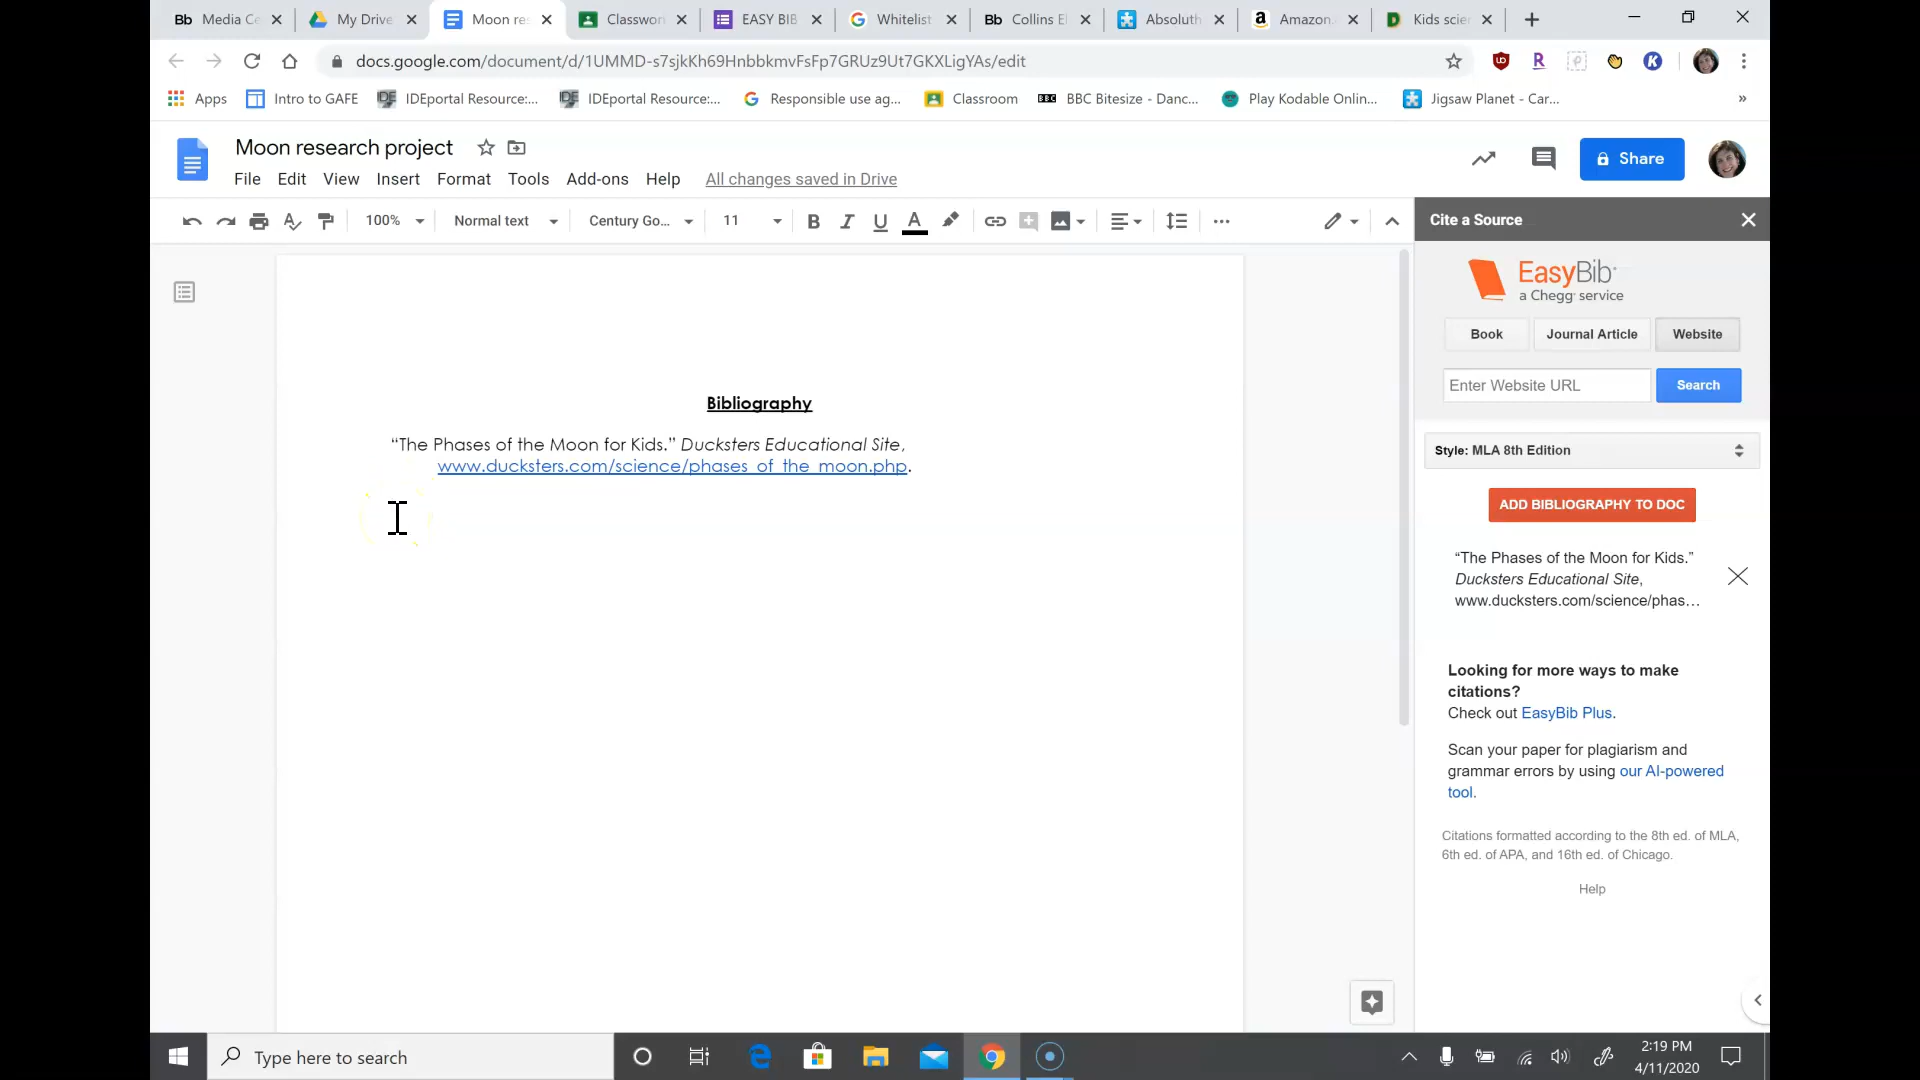 Bb Media Ce
My Drive
Moon res
Classwor
EASY BIB
Whitelist
Bb Collins El
Absoluth
Amazon.
Kids scien
docs.google.com/document/d/1UMMD-s7sjkKh69HnbbkmvFsFp7GRUz9Ut7GKXLigYAs/edit
Apps
Intro to GAFE
IDEportal Resource:...
IDEportal Resource:...
Responsible use ag...
Classroom
BBC BBC Bitesize - Danc...
Play Kodable Onlin...
Jigsaw Planet - Car...
»
Moon research project
File Edit View Insert Format Tools Add-ons Help All changes saved in Drive
Share
100% Normal text Century Go... 11 B I U A
Bibliography
“The Phases of the Moon for Kids.” Ducksters Educational Site,
www.ducksters.com/science/phases_of_the_moon.php.
Cite a Source
EasyBib
a Chegg service
Book Journal Article Website
Enter Website URL Search
Style: MLA 8th Edition
ADD BIBLIOGRAPHY TO DOC
“The Phases of the Moon for Kids.”
Ducksters Educational Site,
www.ducksters.com/science/phas...
Looking for more ways to make
citations?
Check out EasyBib Plus.
Scan your paper for plagiarism and
grammar errors by using our AI-powered
tool.
Citations formatted according to the 8th ed. of MLA,
6th ed. of APA, and 16th ed. of Chicago.
Help
Type here to search
2:19 PM
4/11/2020